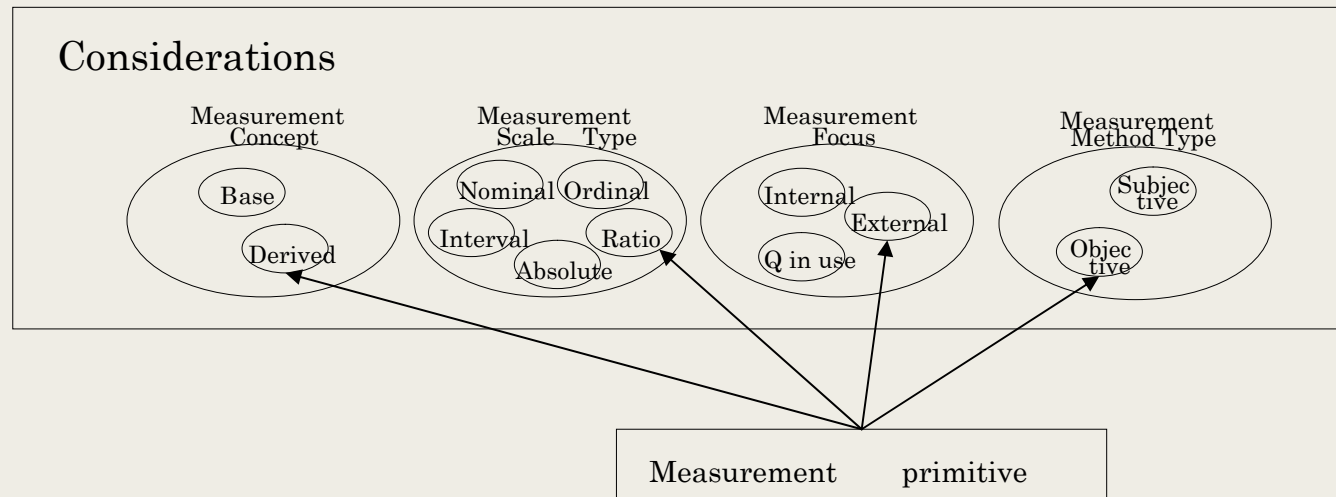 Considerations
Measurement
Concept
Base
Derived
Measurement
Scale Type
Nominal
Ordinal
Interval
Ratio
Absolute
Measurement
Focus
Internal
External
Q in use
Measurement
Method Type
Subjec
tive
Objec
tive
Measurement primitive